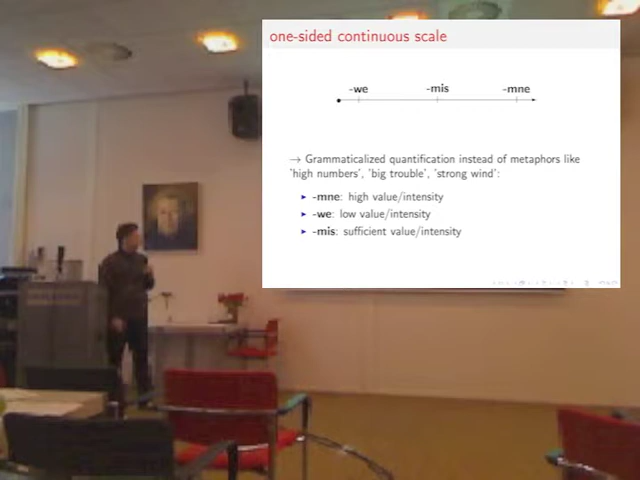 one-sided continuous scale
-we -mis -mne
→ Grammaticalized quantification instead of metaphors like
'high numbers', 'big trouble', 'strong wind':
-mne: high value/intensity
-we: low value/intensity
-mis: sufficient value/intensity